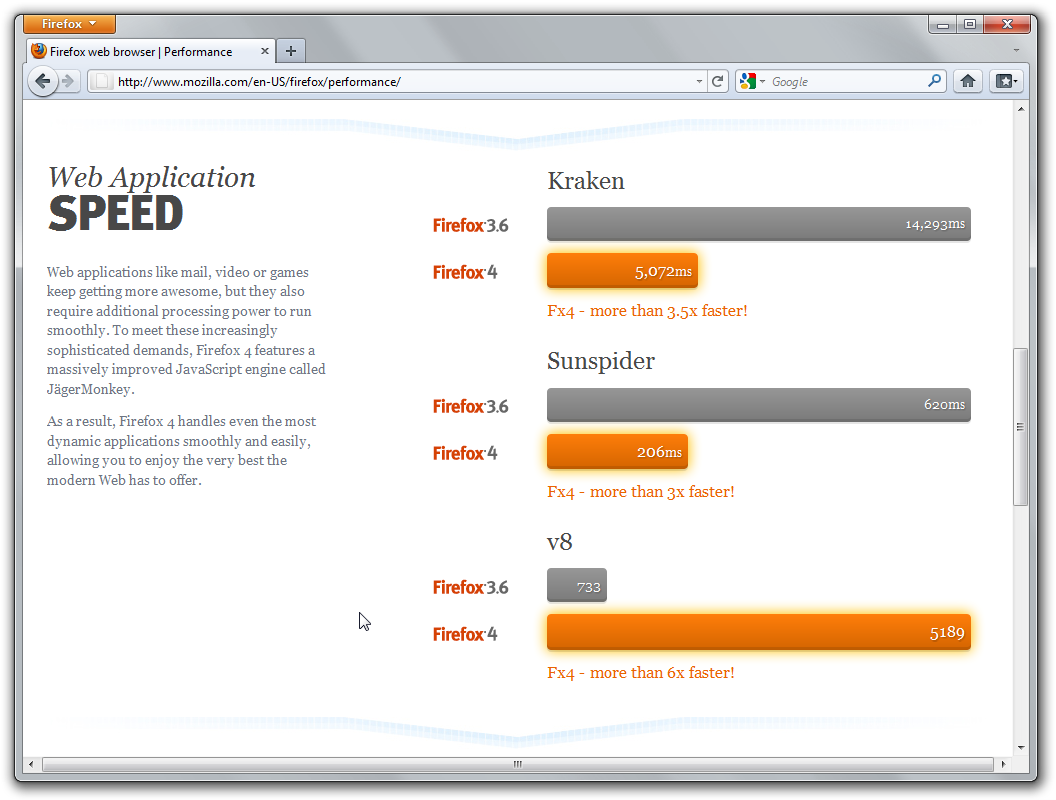 Firefox
Firefox web browser | Performance
http://www.mozilla.com/en-US/firefox/performance/
Google
Web Application
SPEED
Web applications like mail, video or games
keep getting more awesome, but they also
require additional processing power to run
smoothly. To meet these increasingly
sophisticated demands, Firefox 4 features a
massively improved JavaScript engine called
JägerMonkey.
As a result, Firefox 4 handles even the most
dynamic applications smoothly and easily,
allowing you to enjoy the very best the
modern Web has to offer.
Kraken
Firefox 3.6
14,293ms
Firefox 4
5,072ms
Fx4 - more than 3.5x faster!
Sunspider
Firefox 3.6
620ms
Firefox 4
206ms
Fx4 - more than 3x faster!
v8
Firefox 3.6
733
Firefox 4
5189
Fx4 - more than 6x faster!